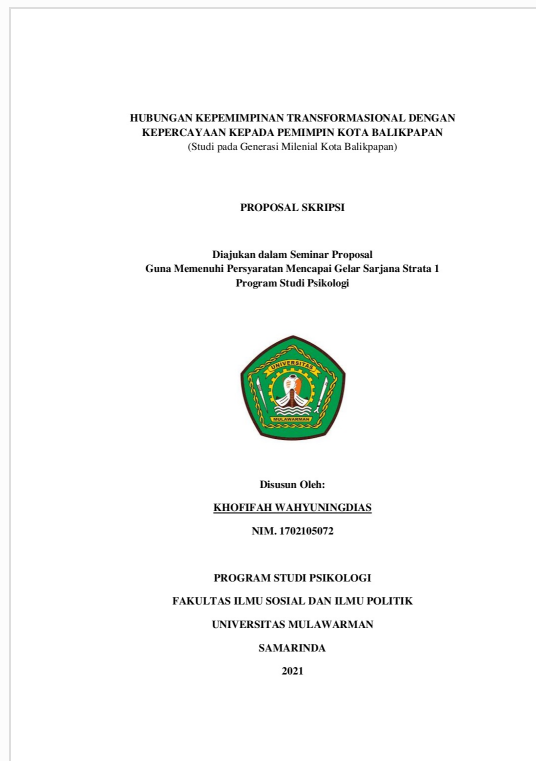 HUBUNGAN KEPEMIMPINAN TRANSFORMASIONAL DENGAN
KEPERCAYAAN KEPADA PEMIMPIN KOTA BALIKPAPAN
(Studi pada Generasi Milenial Kota Balikpapan)
PROPOSAL SKRIPSI
Diajukan dalam Seminar Proposal
Guna Memenuhi Persyaratan Mencapai Gelar Sarjana Strata 1
Program Studi Psikologi
UNIVERSITAS
MULAWARMAN
Disusun Oleh:
KHOFIFAH WAHYUNINGDIAS
NIM. 1702105072
PROGRAM STUDI PSIKOLOGI
FAKULTAS ILMU SOSIAL DAN ILMU POLITIK
UNIVERSITAS MULAWARMAN
SAMARINDA
2021